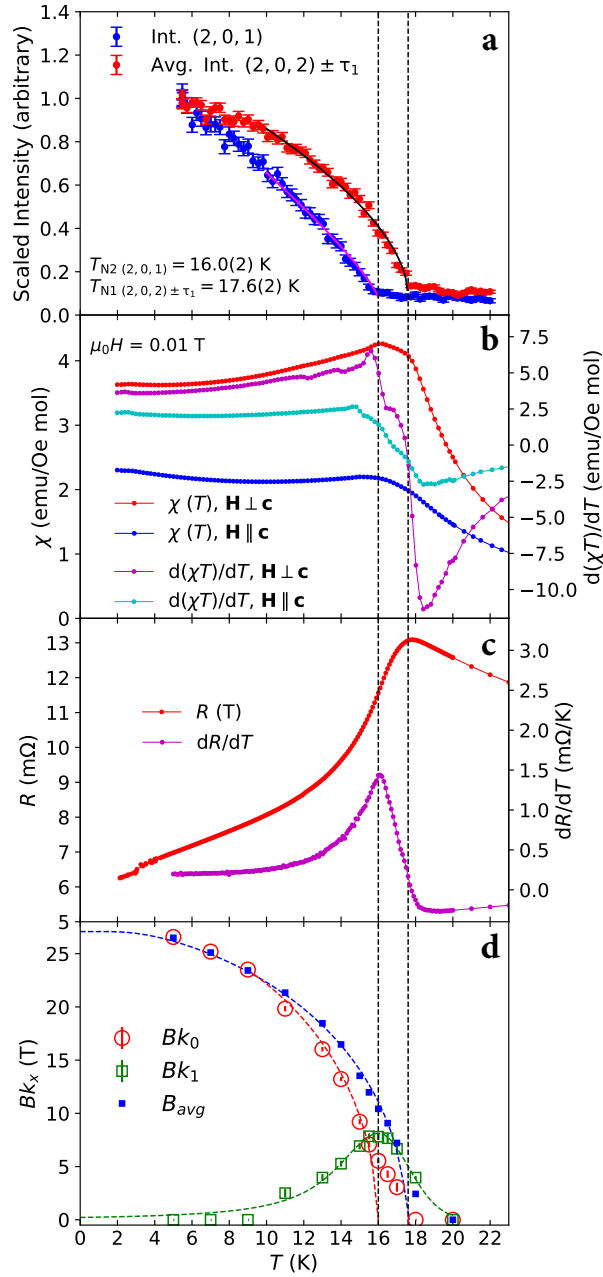 a
Int. (2, 0, 1)
Avg. Int. (2, 0, 2) ± τ₁
1.4
1.2
1.0
0.8
0.6
0.4
0.2
0.0
Scaled Intensity (arbitrary)
T_N2 (2,0,1) = 16.0(2) K
T_N1 (2,0,2)±τ₁ = 17.6(2) K
b
μ₀H = 0.01 T
4
3
2
1
0
χ (emu/Oe mol)
7.5
5.0
2.5
0.0
−2.5
−5.0
−7.5
−10.0
d(χT)/dT (emu/Oe mol)
χ (T), H ⊥ c
χ (T), H ∥ c
d(χT)/dT, H ⊥ c
d(χT)/dT, H ∥ c
c
13
12
11
10
9
8
7
6
5
R (mΩ)
3.0
2.5
2.0
1.5
1.0
0.5
0.0
dR/dT (mΩ/K)
R (T)
dR/dT
d
25
20
15
10
5
0
Bkₓ (T)
Bk₀
Bk₁
B_avg
0 2 4 6 8 10 12 14 16 18 20 22
T (K)